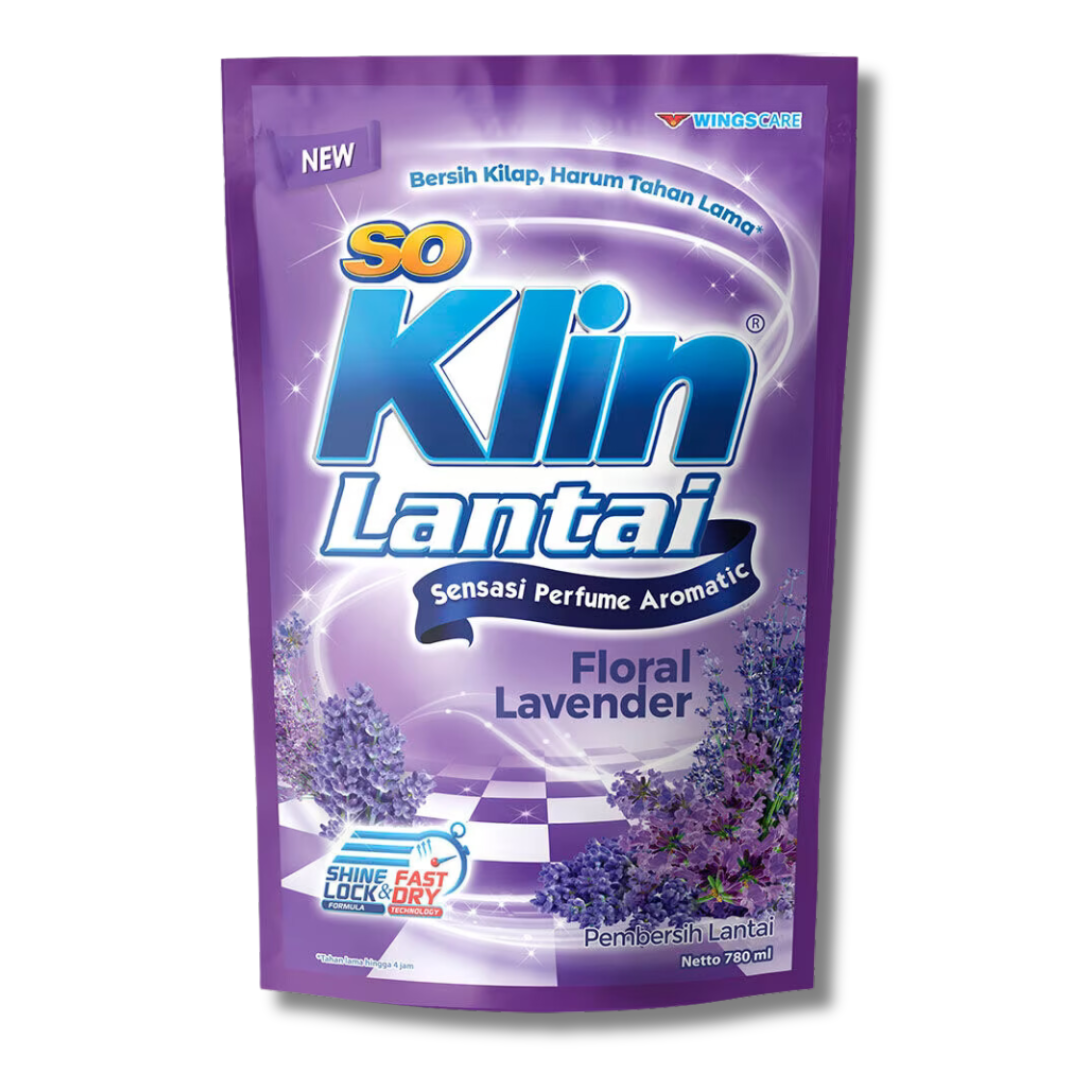 WINGSCARE
NEW
Bersih Kilap, Harum Tahan Lama*
SO
Klin®
Lantai
Sensasi Perfume Aromatic
Floral
Lavender
SHINE LOCK FORMULA & FAST DRY TECHNOLOGY
Pembersih Lantai
Netto 780 ml
*Tahan lama hingga 4 jam